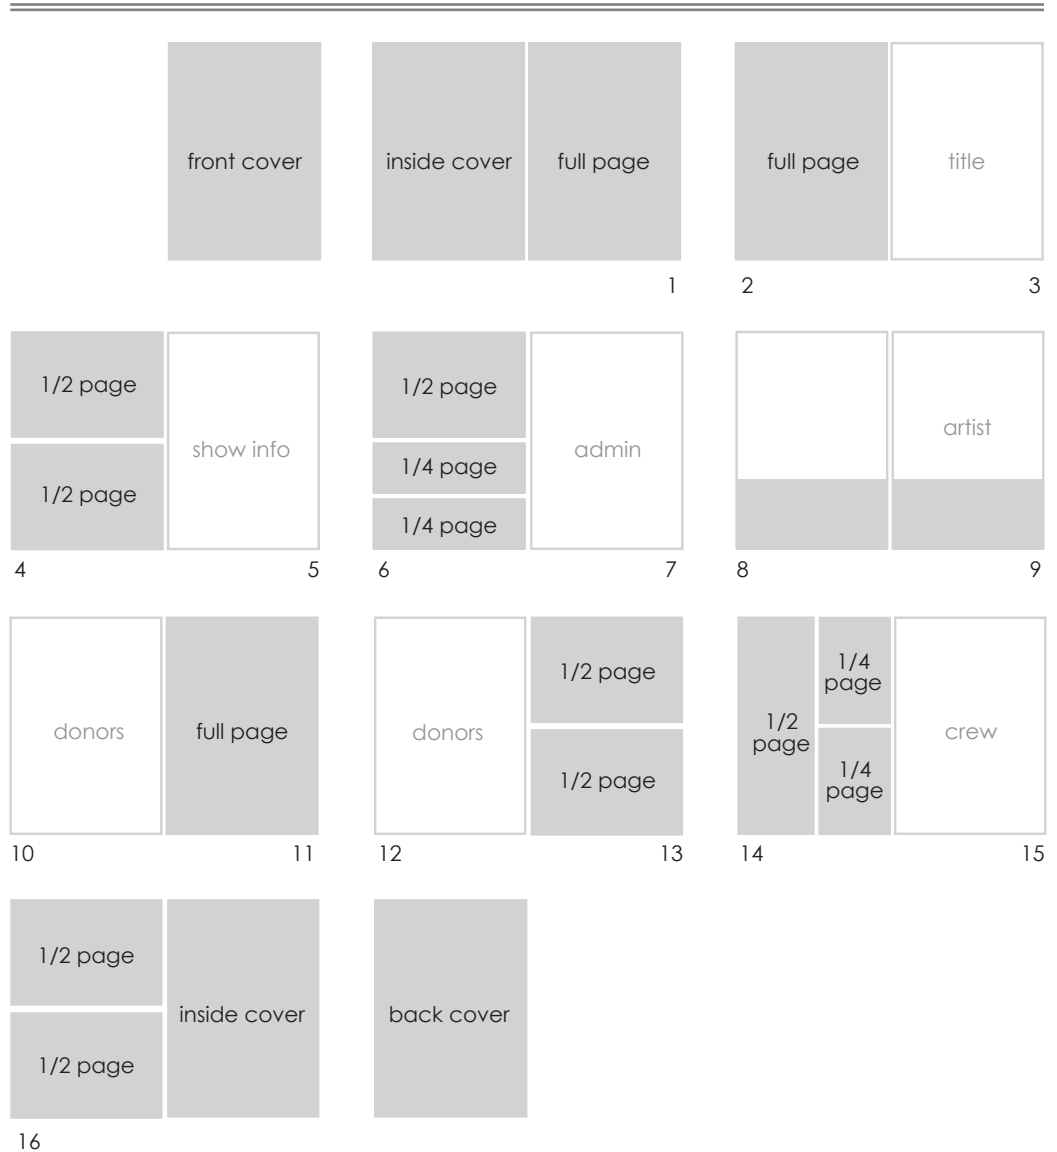 front cover
inside cover
full page
full page
title
1
2
3
1/2 page
1/2 page
show info
1/2 page
1/4 page
1/4 page
admin
artist
4
5
6
7
8
9
donors
full page
donors
1/2 page
1/2 page
1/2
page
1/4
page
1/4
page
crew
10
11
12
13
14
15
1/2 page
1/2 page
inside cover
back cover
16